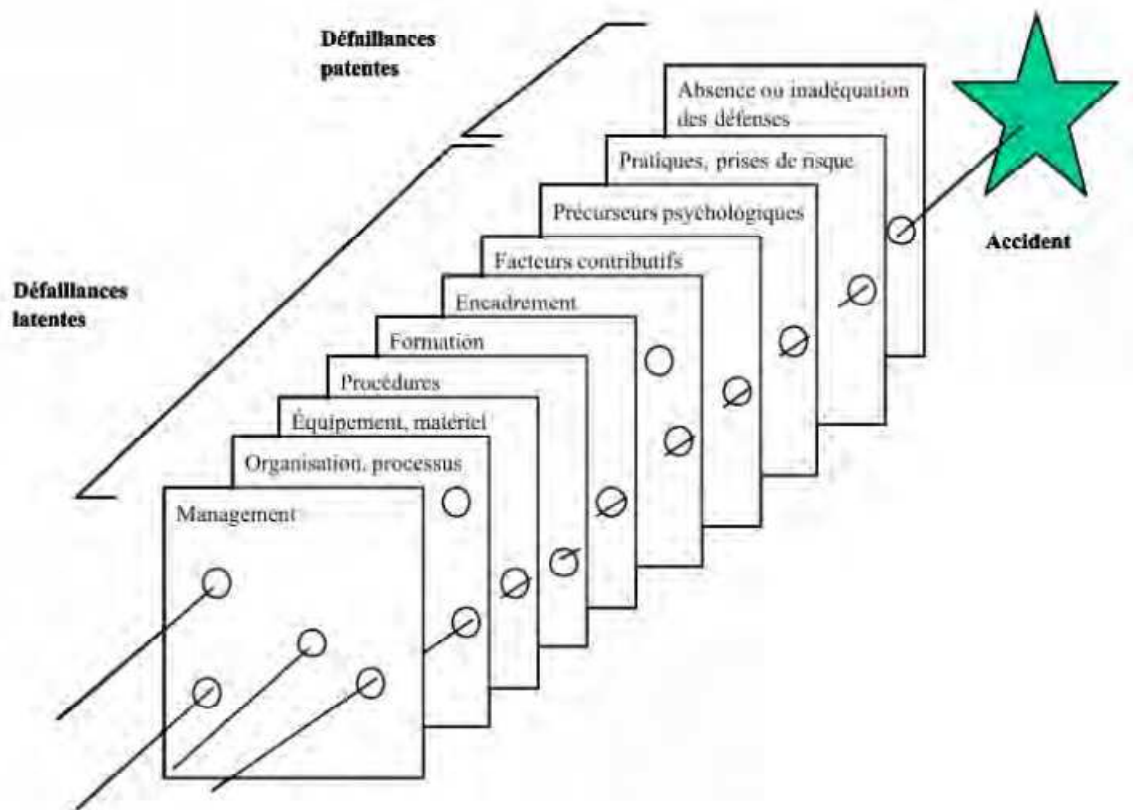 Défaillances
patentes
Absence ou inadéquation
des défenses
Pratiques, prises de risque
Précurseurs psychologiques
Accident
Facteurs contributifs
Défaillances
latentes
Encadrement
Formation
Procédures
Équipement, matériel
Organisation, processus
Management